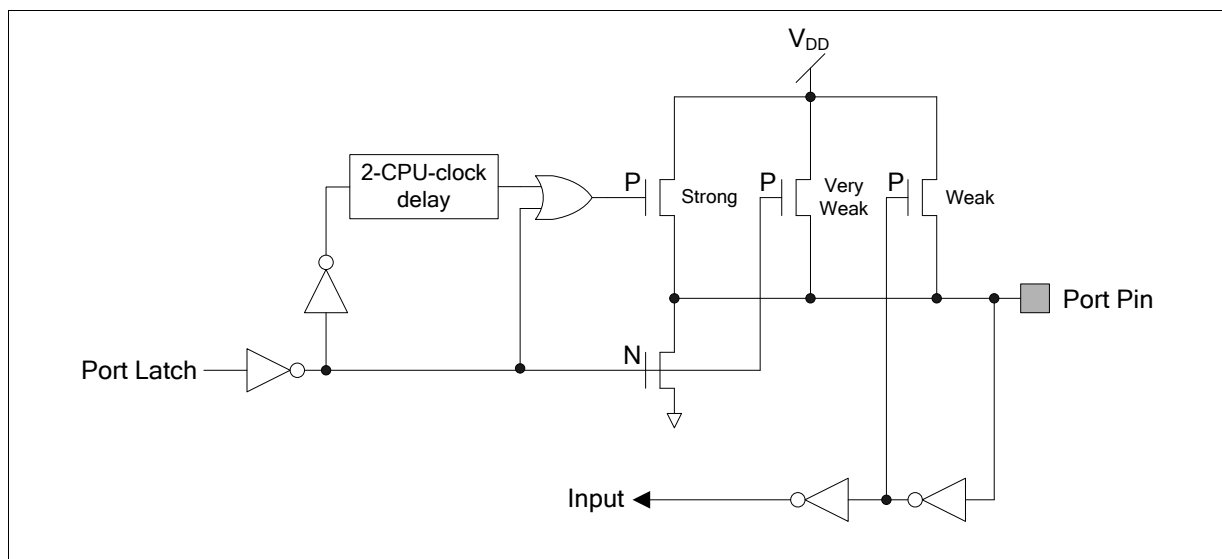 V_DD
2-CPU-clock
delay
P
Strong
P
Very
Weak
P
Weak
Port Pin
Port Latch
N
Input